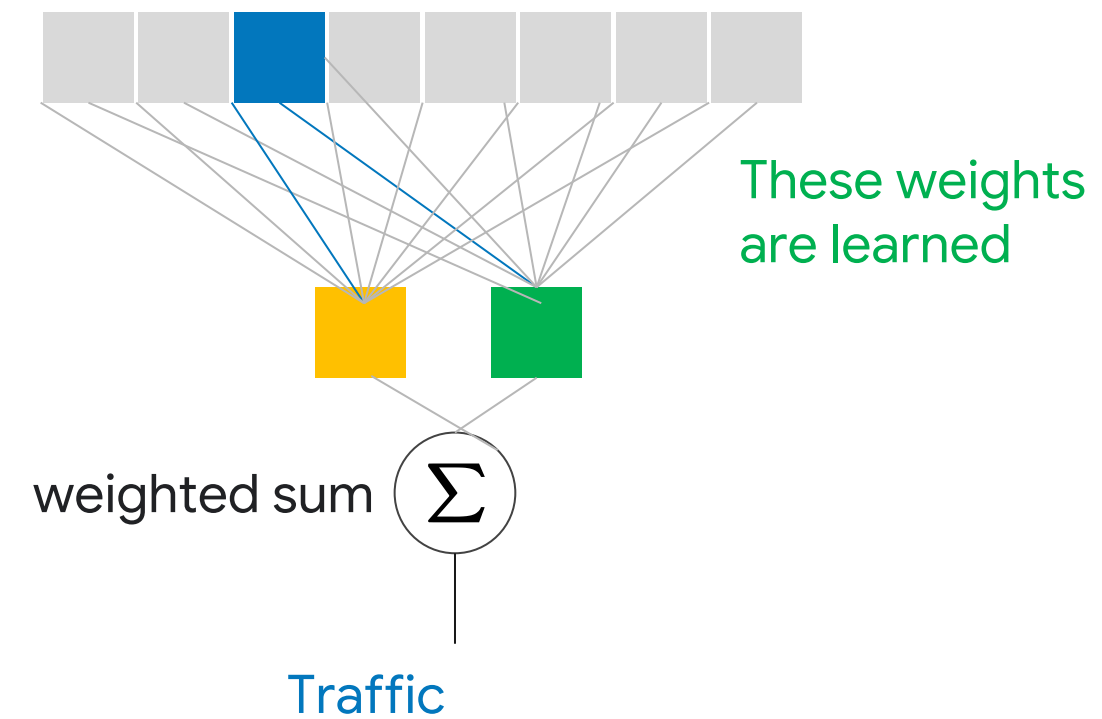 These weights
are learned
weighted sum
Σ
Traffic